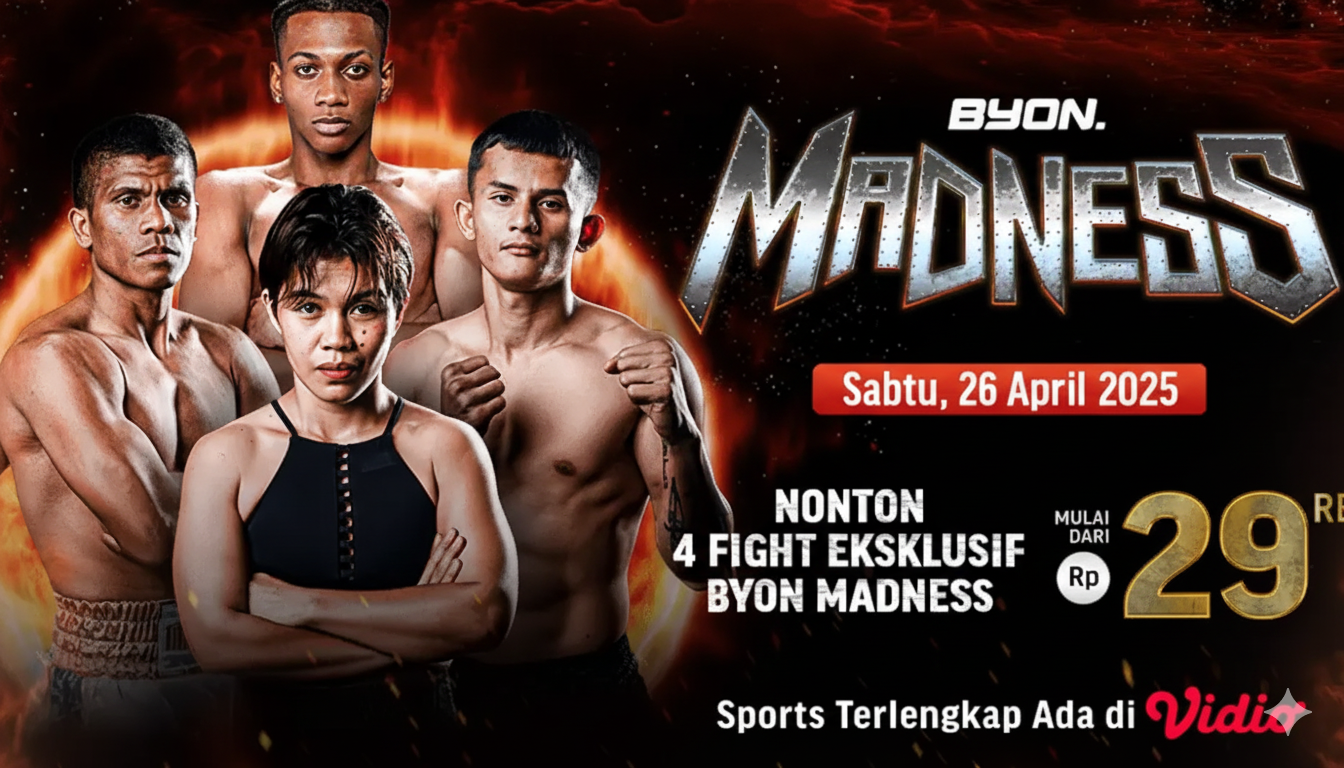 BYON.
MADNESS
Sabtu, 26 April 2025
NONTON
4 FIGHT EKSKLUSIF
BYON MADNESS
MULAI
DARI
Rp
29
RE
Sports Terlengkap Ada di Vidio